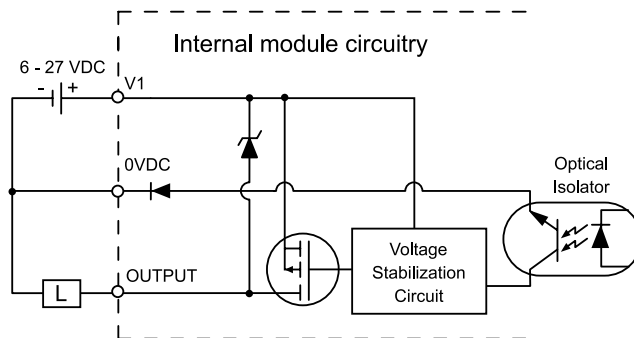 Internal module circuitry
6 - 27 VDC
- +
V1
0VDC
Optical
Isolator
Voltage
Stabilization
Circuit
OUTPUT
L